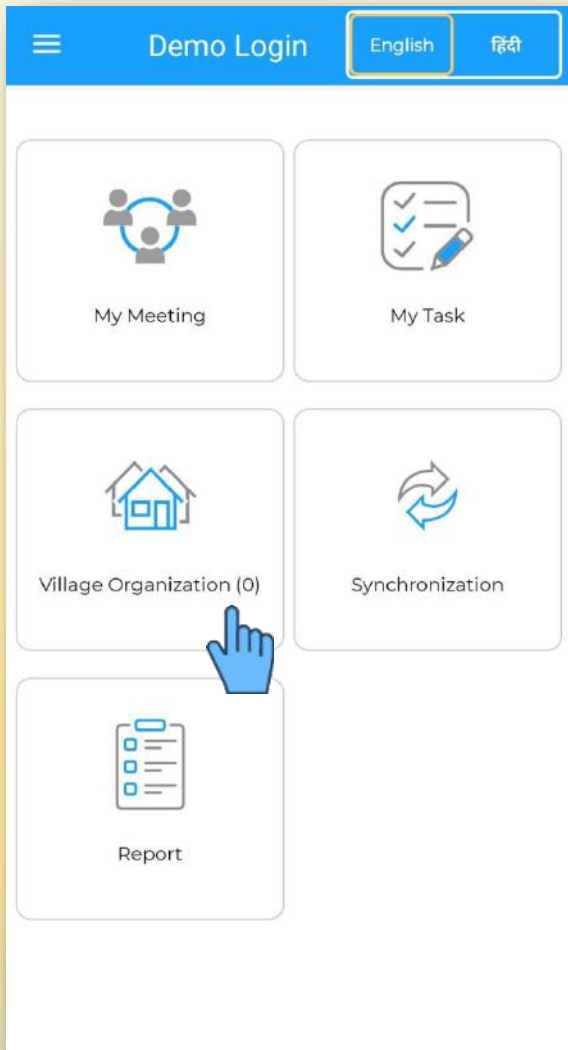 Demo Login
English
हिंदी
My Meeting
My Task
Village Organization (0)
Synchronization
Report